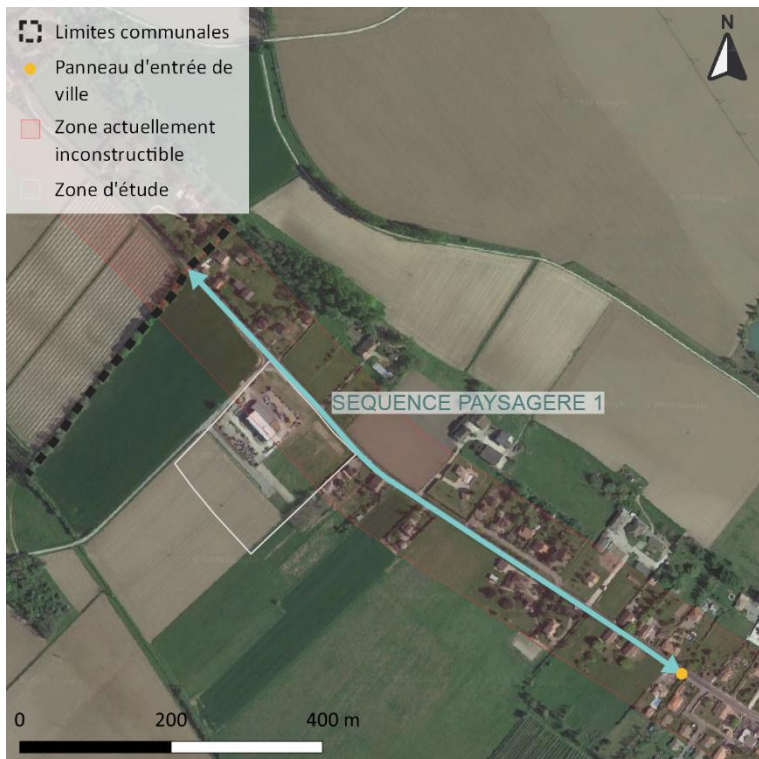 Limites communales
Panneau d'entrée de
ville
Zone actuellement
inconstructible
Zone d'étude
N
SEQUENCE PAYSAGERE 1
0 200 400 m